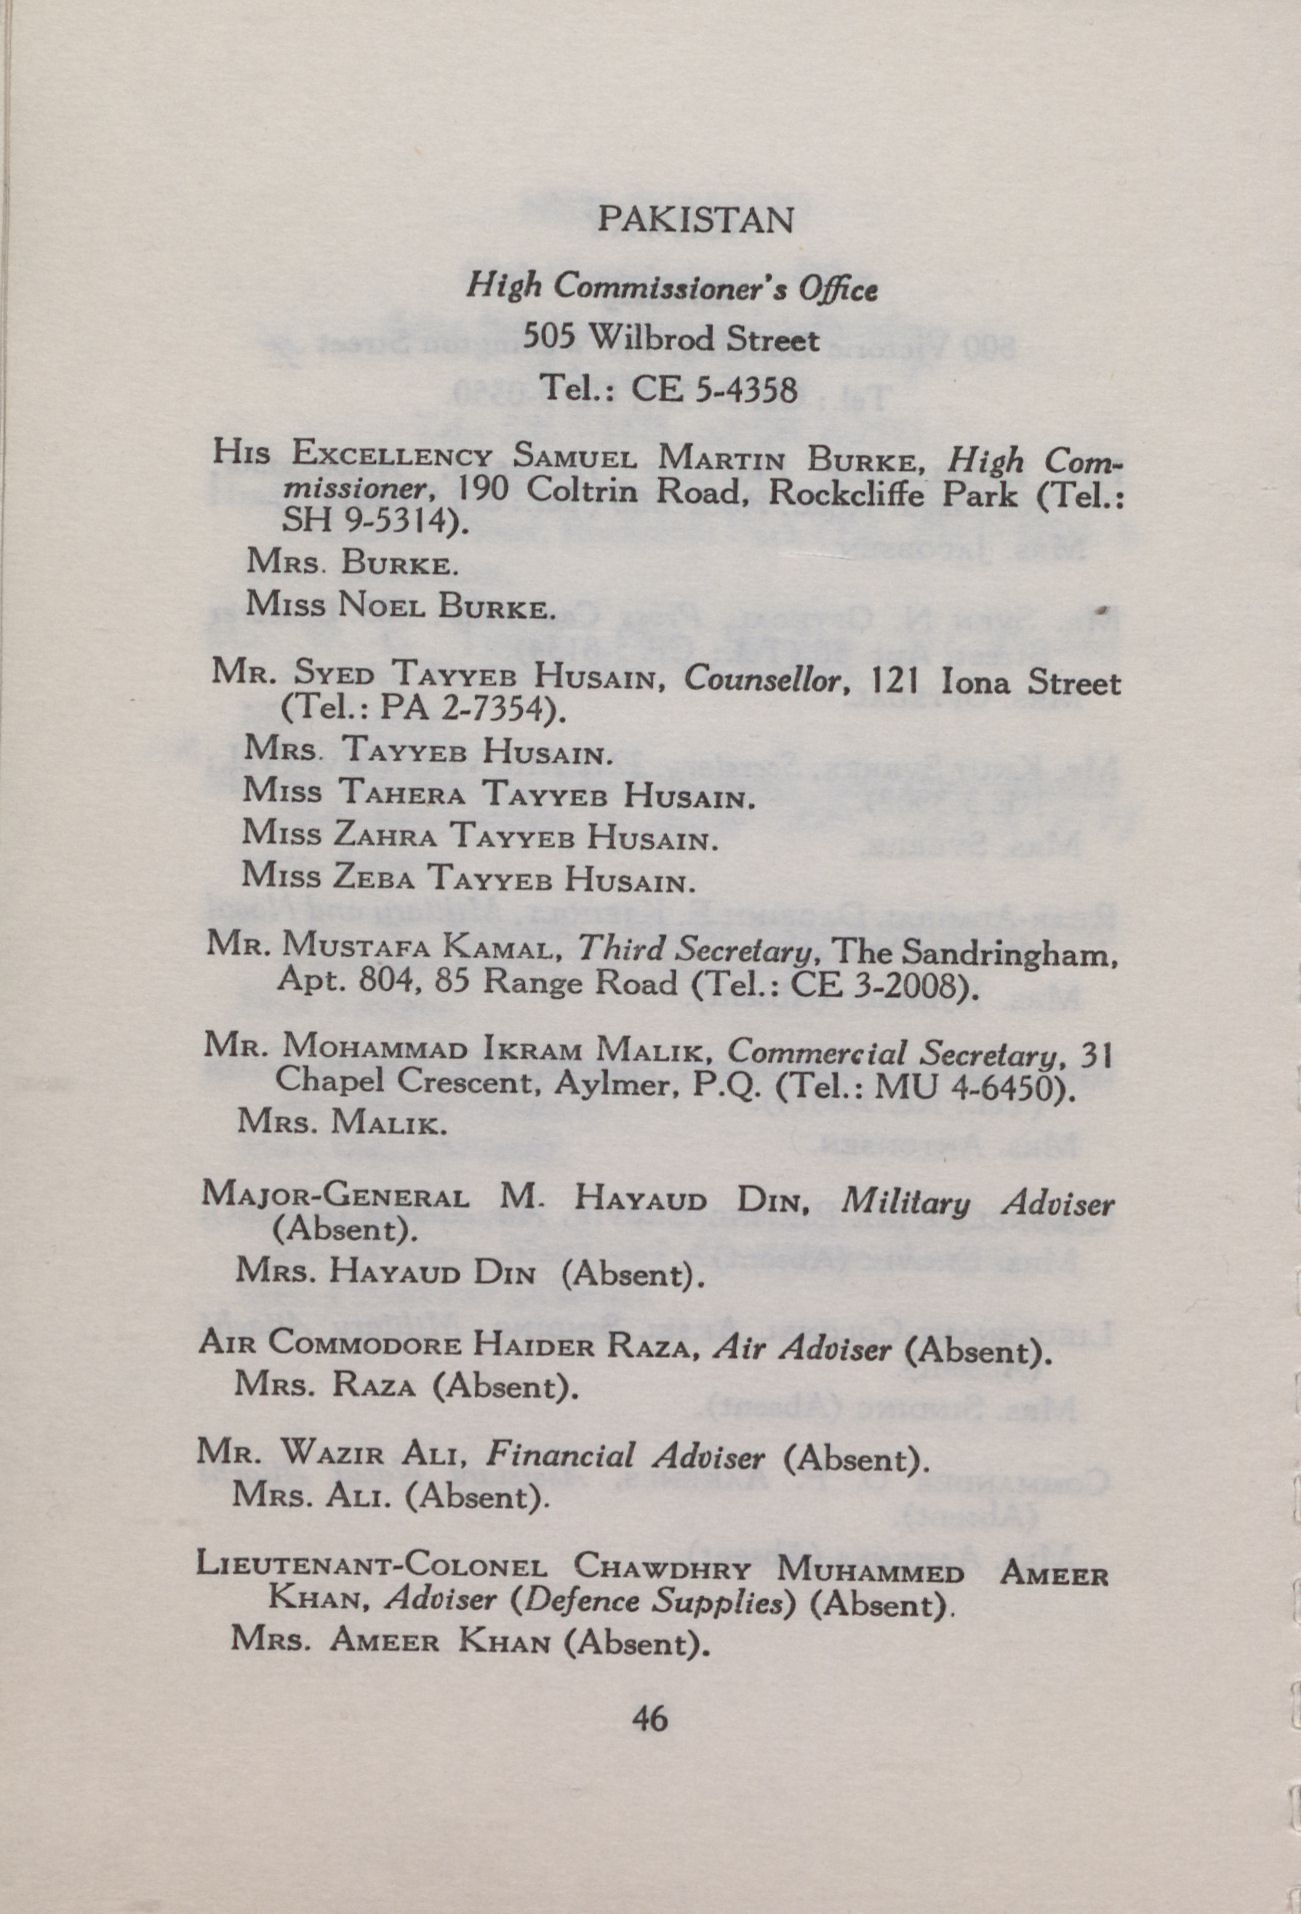 PAKISTAN
High Commissioner's Office
505 Wilbrod Street
Tel.: CE 5-4358
HIS EXCELLENCY SAMUEL MARTIN BURKE, High Com-
missioner, 190 Coltrin Road, Rockcliffe Park (Tel.:
SH 9-5314).
MRS. BURKE.
MISS NOEL BURKE.
MR. SYED TAYYEB HUSAIN, Counsellor, 121 Iona Street
(Tel.: PA 2-7354).
MRS. TAYYEB HUSAIN.
MISS TAHERA TAYYEB HUSAIN.
MISS ZAHRA TAYYEB HUSAIN.
MISS ZEBA TAYYEB HUSAIN.
MR. MUSTAFA KAMAL, Third Secretary, The Sandringham,
Apt. 804, 85 Range Road (Tel.: CE 3-2008).
MR. MOHAMMAD IKRAM MALIK, Commercial Secretary, 31
Chapel Crescent, Aylmer, P.Q. (Tel.: MU 4-6450).
MRS. MALIK.
MAJOR-GENERAL M. HAYAUD DIN, Military Adviser
(Absent).
MRS. HAYAUD DIN (Absent).
AIR COMMODORE HAIDER RAZA, Air Adviser (Absent).
MRS. RAZA (Absent).
MR. WAZIR ALI, Financial Adviser (Absent).
MRS. ALI. (Absent).
LIEUTENANT-COLONEL CHAWDHRY MUHAMMED AMEER
KHAN, Adviser (Defence Supplies) (Absent).
MRS. AMEER KHAN (Absent).
46